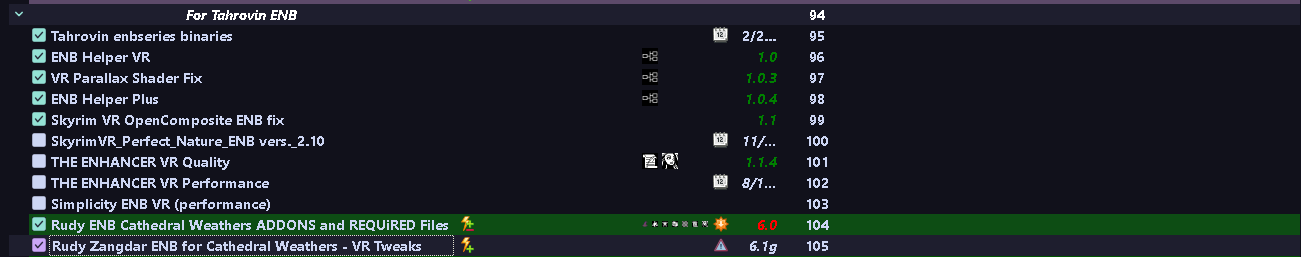 For Tahrovin ENB 94
Tahrovin enbseries binaries 2/2... 95
ENB Helper VR 1.0 96
VR Parallax Shader Fix 1.0.3 97
ENB Helper Plus 1.0.4 98
Skyrim VR OpenComposite ENB fix 1.1 99
SkyrimVR_Perfect_Nature_ENB vers._2.10 11/... 100
THE ENHANCER VR Quality 1.1.4 101
THE ENHANCER VR Performance 8/1... 102
Simplicity ENB VR (performance) 103
Rudy ENB Cathedral Weathers ADDONS and REQUiRED Files 6.0 104
Rudy Zangdar ENB for Cathedral Weathers - VR Tweaks 6.1g 105